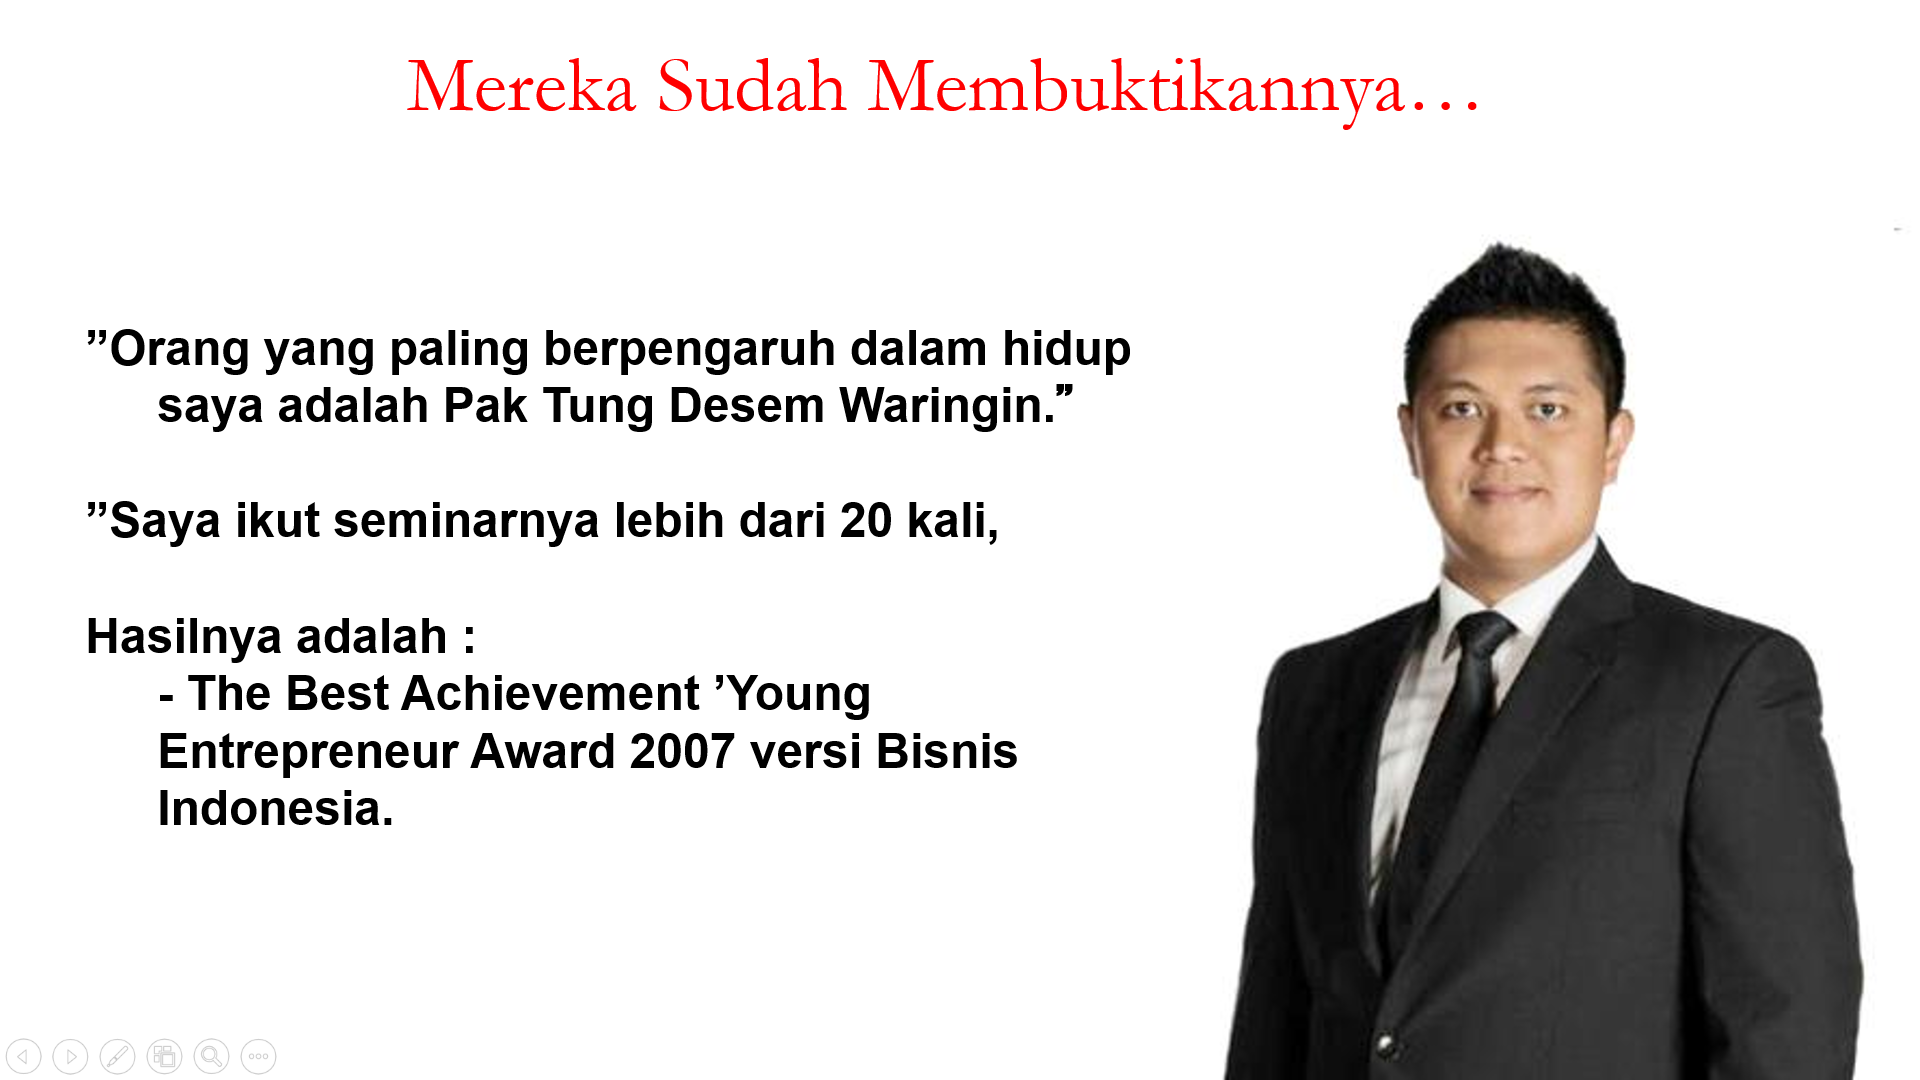 Mereka Sudah Membuktikannya…
”Orang yang paling berpengaruh dalam hidup
saya adalah Pak Tung Desem Waringin.”
”Saya ikut seminarnya lebih dari 20 kali,
Hasilnya adalah :
- The Best Achievement ’Young
Entrepreneur Award 2007 versi Bisnis
Indonesia.